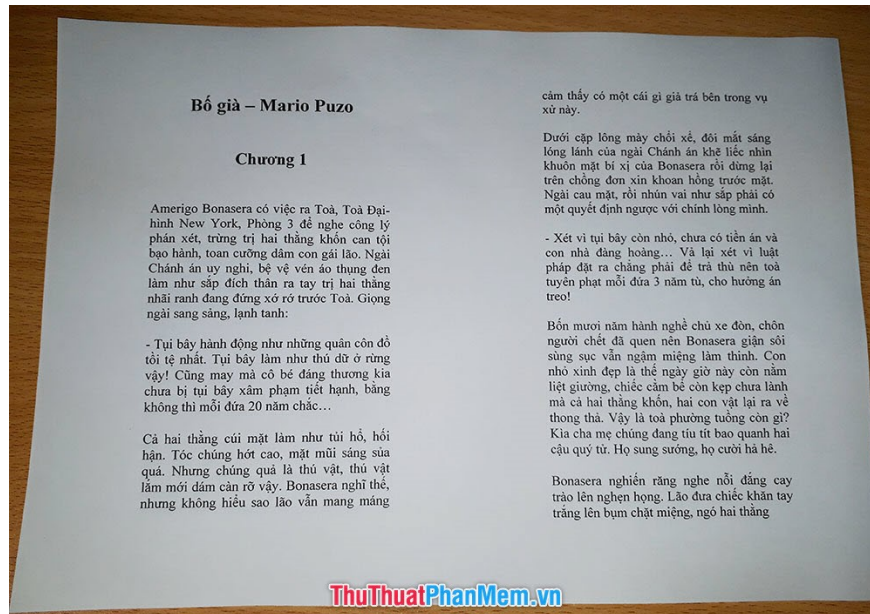 Bố già – Mario Puzo
Chương 1
Amerigo Bonasera có việc ra Toà, Toà Đại-
hình New York, Phòng 3 để nghe công lý
phán xét, trừng trị hai thằng khốn can tội
bạo hành, toan cưỡng dâm con gái lão. Ngài
Chánh án uy nghi, bệ vệ vén áo thụng đen
làm như sắp đích thân ra tay trị hai thằng
nhãi ranh đang đứng xớ rớ trước Toà. Giọng
ngài sang sảng, lạnh tanh:
- Tụi bây hành động như những quân côn đồ
tồi tệ nhất. Tụi bây làm như thú dữ ở rừng
vậy! Cũng may mà cô bé đáng thương kia
chưa bị tụi bây xâm phạm tiết hạnh, bằng
không thì mỗi đứa 20 năm chắc…
Cả hai thằng cúi mặt làm như tủi hổ, hối
hận. Tóc chúng hớt cao, mặt mũi sáng sủa
quá. Nhưng chúng quả là thú vật, thú vật
lắm mới dám càn rỡ vậy. Bonasera nghĩ thế,
nhưng không hiểu sao lão vẫn mang máng
cảm thấy có một cái gì giả trá bên trong vụ
xử này.
Dưới cặp lông mày chổi xể, đôi mắt sáng
lóng lánh của ngài Chánh án khẽ liếc nhìn
khuôn mặt bí xị của Bonasera rồi dừng lại
trên chồng đơn xin khoan hồng trước mặt.
Ngài cau mặt, rồi nhún vai như sắp phải có
một quyết định ngược với chính lòng mình.
- Xét vì tụi bây còn nhỏ, chưa có tiền án và
con nhà đàng hoàng… Vả lại xét vì luật
pháp đặt ra chẳng phải để trả thù nên toà
tuyên phạt mỗi đứa 3 năm tù, cho hưởng án
treo!
Bốn mươi năm hành nghề chủ xe đòn, chôn
người chết đã quen nên Bonasera giận sôi
sùng sục vẫn ngậm miệng làm thinh. Con
nhỏ xinh đẹp là thế ngày giờ này còn nằm
liệt giường, chiếc cằm bể còn kẹp chưa lành
mà cả hai thằng khốn, hai con vật lại ra về
thong thả. Vậy là toà phường tuồng còn gì?
Kìa cha mẹ chúng đang tíu tít bao quanh hai
cậu quý tử. Họ sung sướng, họ cười hả hê.
Bonasera nghiến răng nghe nỗi đắng cay
trào lên nghẹn họng. Lão đưa chiếc khăn tay
trắng lên bụm chặt miệng, ngó hai thằng
ThuThuatPhanMem.vn